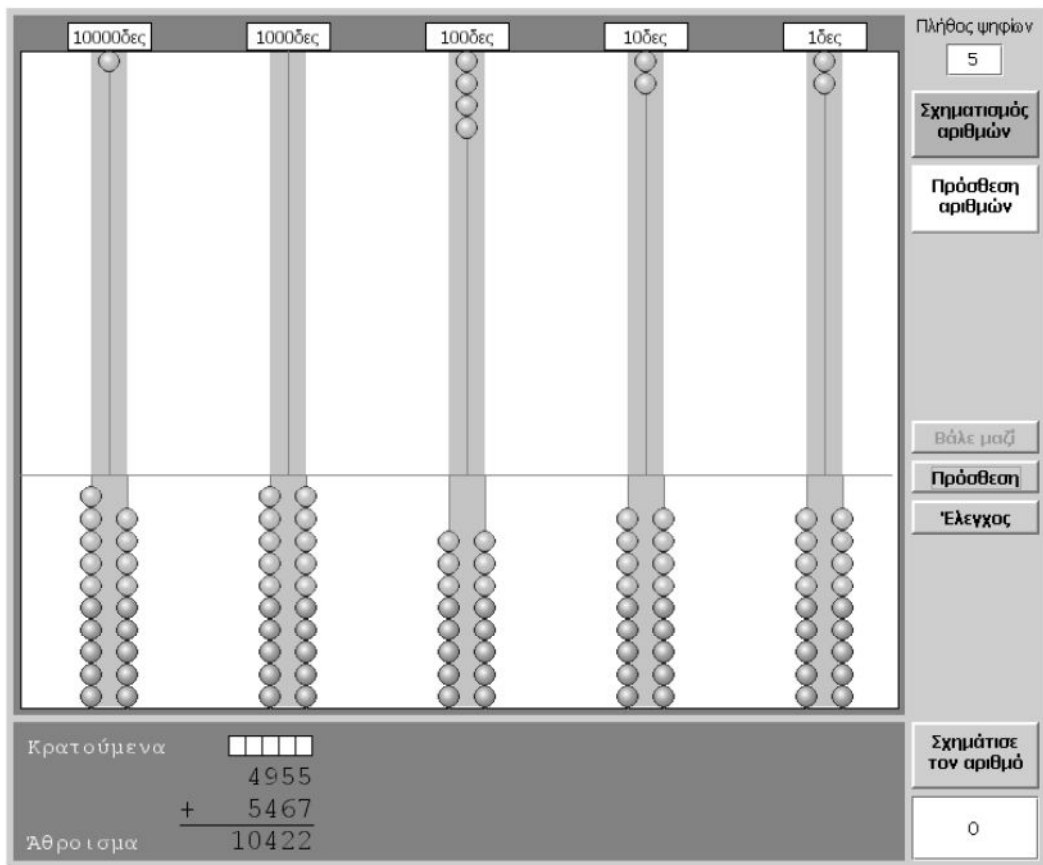 10000δες 1000δες 100δες 10δες 1δες
Πλήθος ψηφίων
5
Σχηματισμός
αριθμών
Πρόσθεση
αριθμών
Βάλε μαζί
Πρόσθεση
Έλεγχος
Κρατούμενα
4955
+ 5467
Άθροισμα 10422
Σχημάτισε
τον αριθμό
0